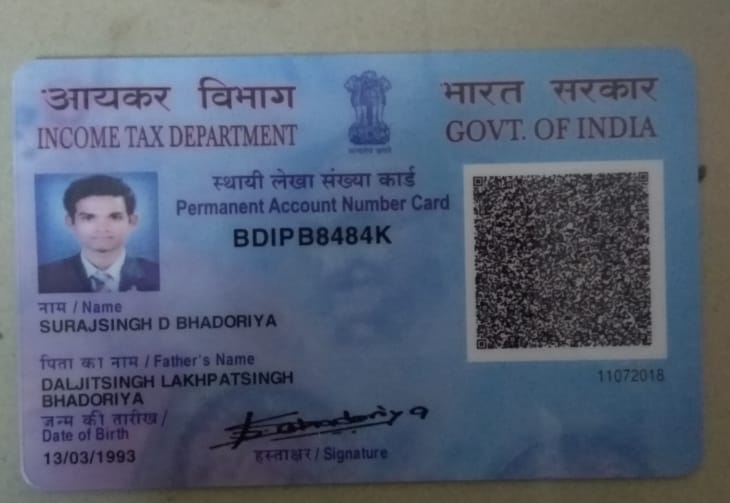 आयकर विभाग
INCOME TAX DEPARTMENT
भारत सरकार
GOVT. OF INDIA
सत्यमेव जयते
स्थायी लेखा संख्या कार्ड
Permanent Account Number Card
BDIPB8484K
नाम / Name
SURAJSINGH D BHADORIYA
पिता का नाम / Father's Name
DALJITSINGH LAKHPATSINGH
BHADORIYA
जन्म की तारीख /
Date of Birth
13/03/1993
हस्ताक्षर / Signature
11072018